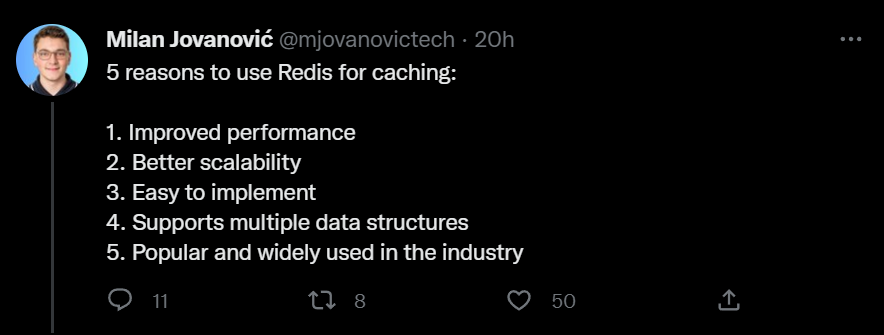 Milan Jovanović @mjovanovictech · 20h
5 reasons to use Redis for caching:
1. Improved performance
2. Better scalability
3. Easy to implement
4. Supports multiple data structures
5. Popular and widely used in the industry
11 8 50